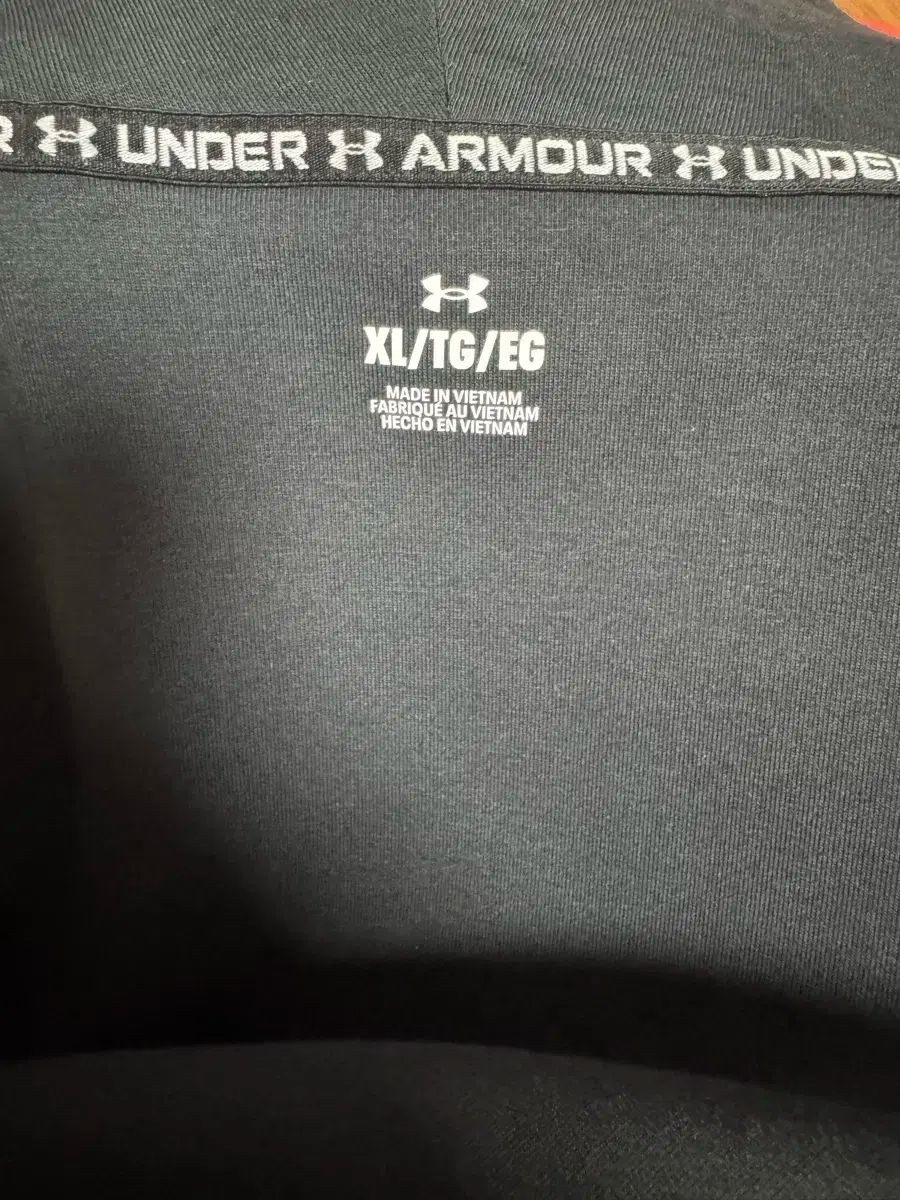 R UNDER ARMOUR UNDER
XL/TG/EG
MADE IN VIETNAM
FABRIQUÉ AU VIETNAM
HECHO EN VIETNAM